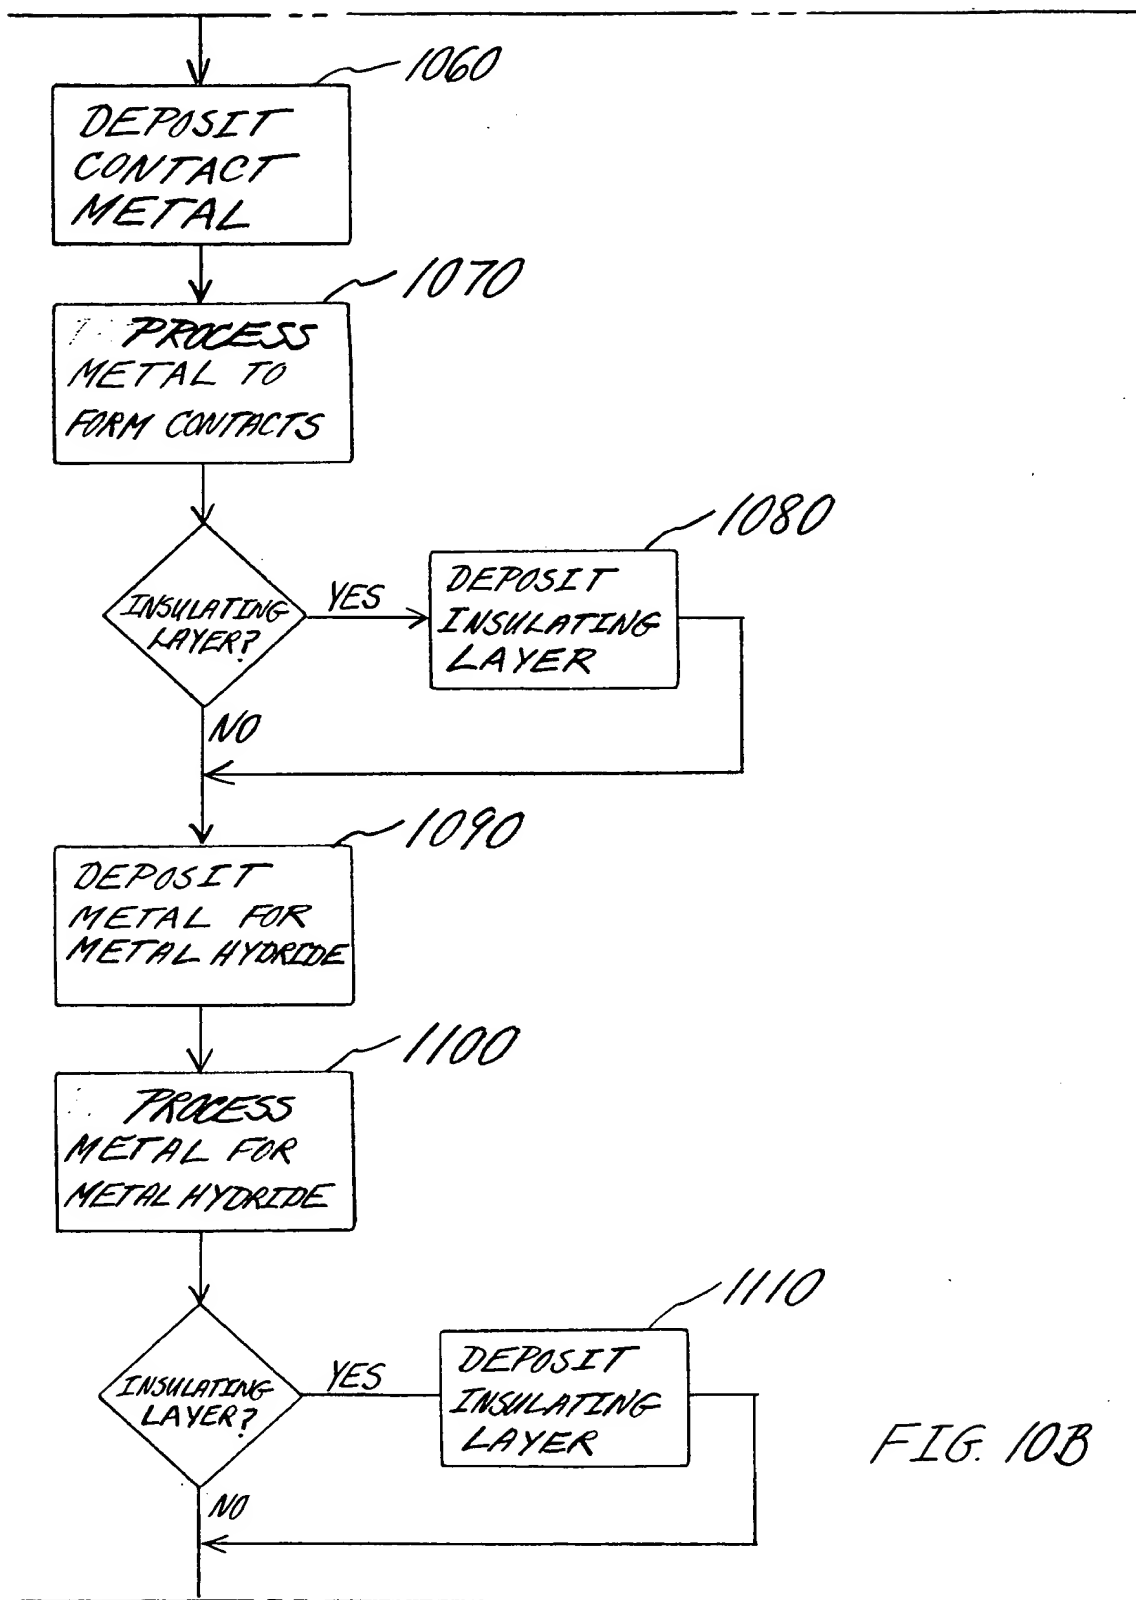 1060
DEPOSIT
CONTACT
METAL
1070
PROCESS
METAL TO
FORM CONTACTS
1080
INSULATING
LAYER?
YES
DEPOSIT
INSULATING
LAYER
NO
1090
DEPOSIT
METAL FOR
METAL HYDRIDE
1100
PROCESS
METAL FOR
METAL HYDRIDE
1110
INSULATING
LAYER?
YES
DEPOSIT
INSULATING
LAYER
NO
FIG. 10B